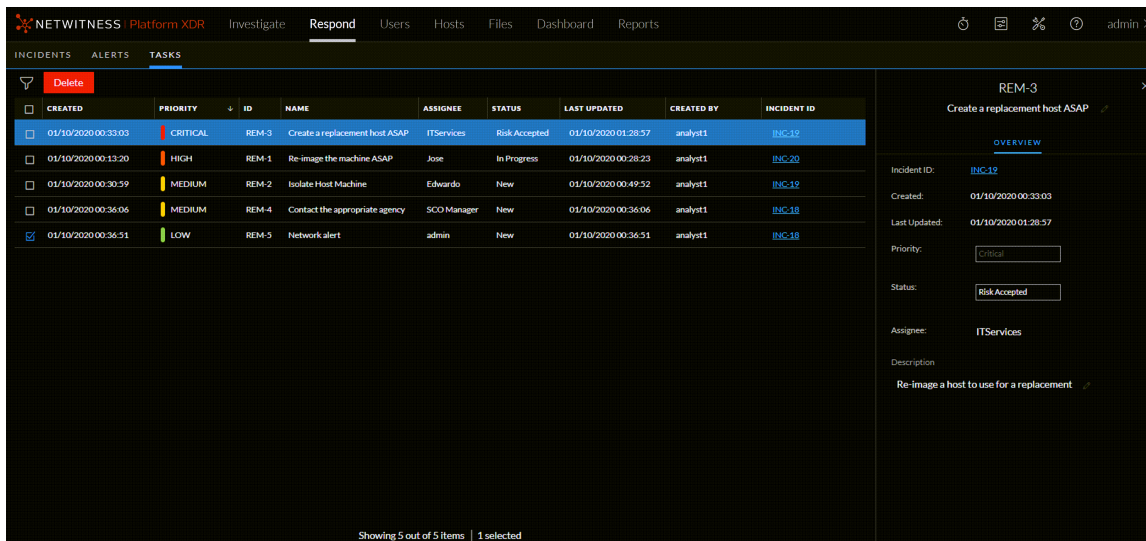 NETWITNESS Platform XDR Investigate Respond Users Hosts Files Dashboard Reports admin
INCIDENTS ALERTS TASKS
Delete
CREATED PRIORITY ID NAME ASSIGNEE STATUS LAST UPDATED CREATED BY INCIDENT ID
01/10/2020 00:33:03 CRITICAL REM-3 Create a replacement host ASAP ITServices Risk Accepted 01/10/2020 01:28:57 analyst1 INC-19
01/10/2020 00:13:20 HIGH REM-1 Re-image the machine ASAP Jose In Progress 01/10/2020 00:28:23 analyst1 INC-20
01/10/2020 00:30:59 MEDIUM REM-2 Isolate Host Machine Edwardo New 01/10/2020 00:49:52 analyst1 INC-19
01/10/2020 00:36:06 MEDIUM REM-4 Contact the appropriate agency SCO Manager New 01/10/2020 00:36:06 analyst1 INC-18
01/10/2020 00:36:51 LOW REM-5 Network alert admin New 01/10/2020 00:36:51 analyst1 INC-18
Showing 5 out of 5 items | 1 selected
REM-3
Create a replacement host ASAP
OVERVIEW
Incident ID: INC-19
Created: 01/10/2020 00:33:03
Last Updated: 01/10/2020 01:28:57
Priority: Critical
Status: Risk Accepted
Assignee: ITServices
Description
Re-image a host to use for a replacement